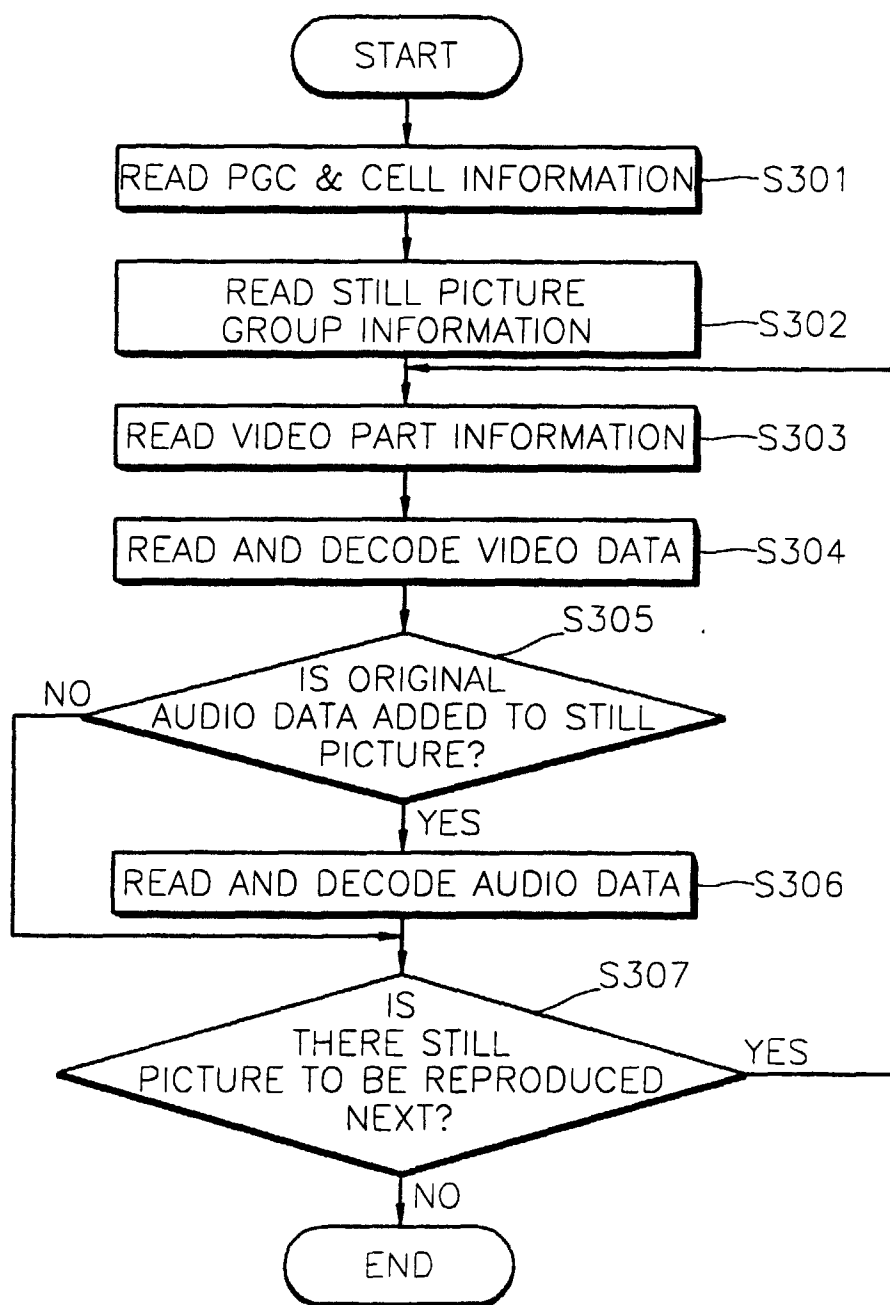 START
READ PGC & CELL INFORMATION
S301
READ STILL PICTURE
GROUP INFORMATION
S302
READ VIDEO PART INFORMATION
S303
READ AND DECODE VIDEO DATA
S304
S305
IS ORIGINAL
AUDIO DATA ADDED TO STILL
PICTURE?
NO
YES
READ AND DECODE AUDIO DATA
S306
S307
IS
THERE STILL
PICTURE TO BE REPRODUCED
NEXT?
YES
NO
END